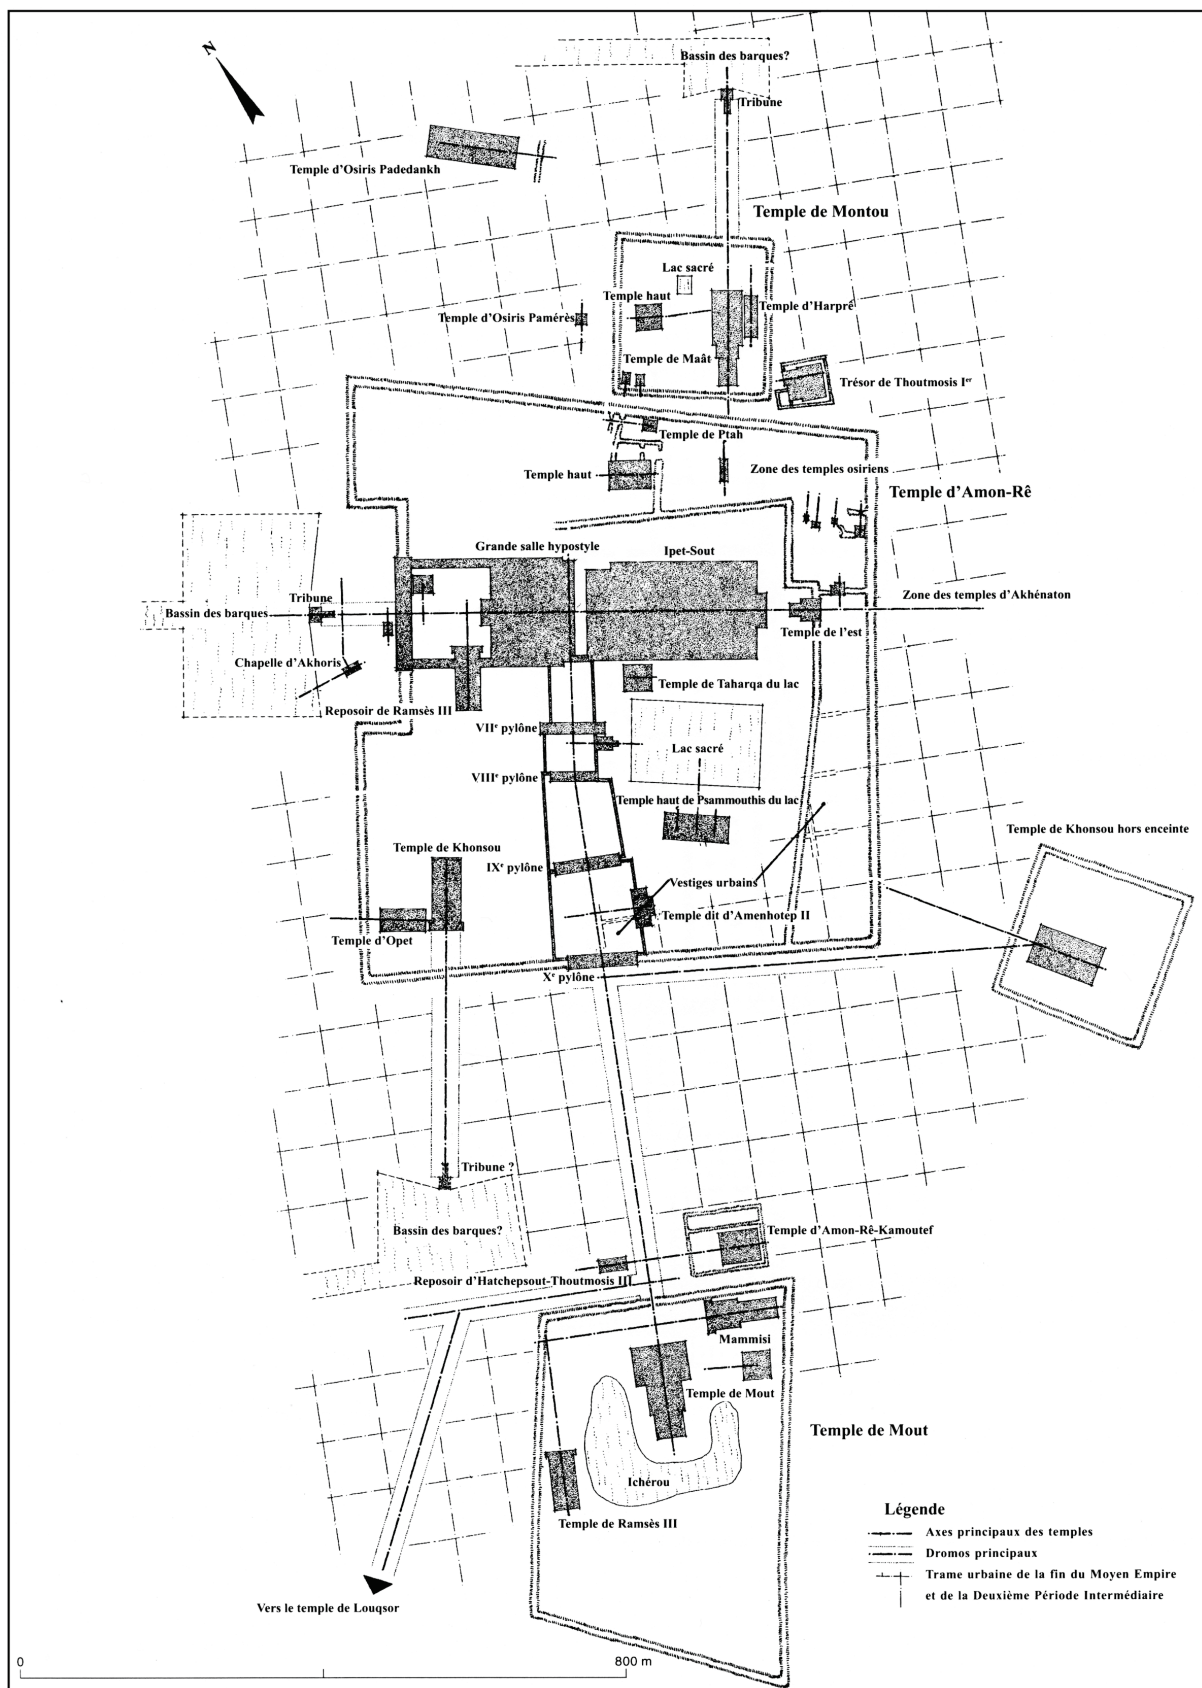 N
Bassin des barques?
Tribune
Temple d'Osiris Padedankh
Temple de Montou
Lac sacré
Temple haut
Temple d'Harprê
Temple d'Osiris Pamérès
Temple de Maât
Trésor de Thoutmosis Ier
Temple de Ptah
Temple haut
Zone des temples osiriens
Temple d'Amon-Rê
Grande salle hypostyle
Ipet-Sout
Tribune
Bassin des barques
Zone des temples d'Akhénaton
Temple de l'est
Chapelle d'Akhoris
Temple de Taharqa du lac
Reposoir de Ramsès III
VIIe pylône
Lac sacré
VIIIe pylône
Temple haut de Psammouthis du lac
Temple de Khonsou hors enceinte
Temple de Khonsou
IXe pylône
Vestiges urbains
Temple dit d'Amenhotep II
Temple d'Opet
Xe pylône
Tribune ?
Bassin des barques?
Temple d'Amon-Rê-Kamoutef
Reposoir d'Hatchepsout-Thoutmosis III
Mammisi
Temple de Mout
Temple de Mout
Ichérou
Temple de Ramsès III
Légende
Axes principaux des temples
Dromos principaux
Trame urbaine de la fin du Moyen Empire
et de la Deuxième Période Intermédiaire
Vers le temple de Louqsor
0
800 m